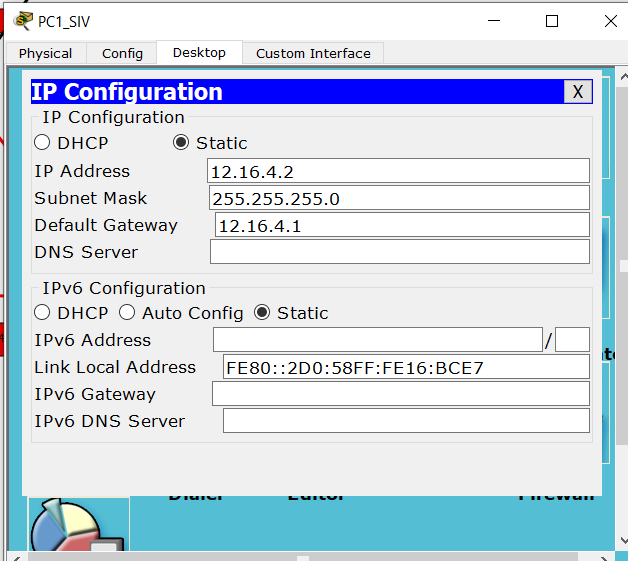 PC1_SIV
Physical Config Desktop Custom Interface
IP Configuration X
IP Configuration
DHCP Static
IP Address 12.16.4.2
Subnet Mask 255.255.255.0
Default Gateway 12.16.4.1
DNS Server
IPv6 Configuration
DHCP Auto Config Static
IPv6 Address /
Link Local Address FE80::2D0:58FF:FE16:BCE7
IPv6 Gateway
IPv6 DNS Server
Dialer Editor Firewall